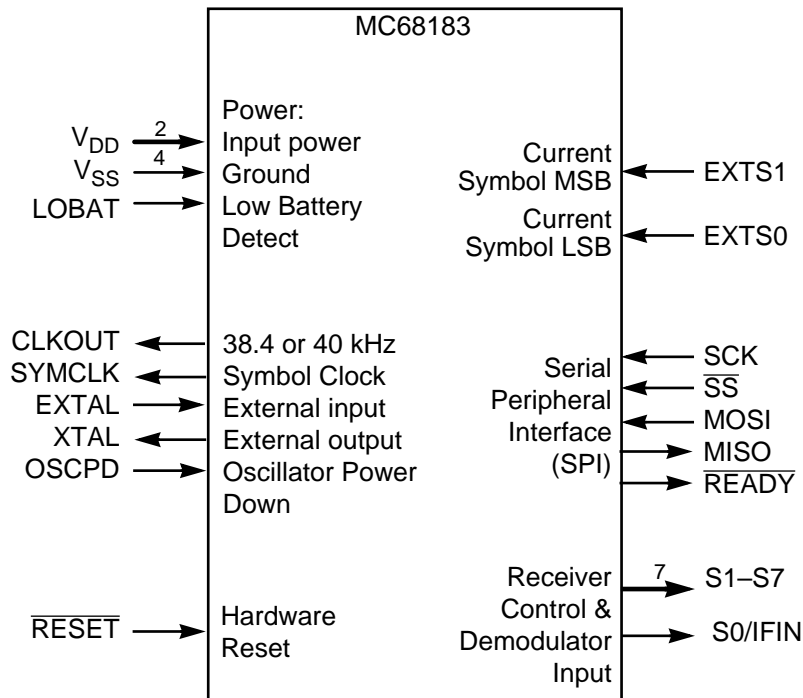 MC68183
Power:
2
V_DD
Input power
4
V_SS
Ground
LOBAT
Low Battery
Detect
Current
Symbol MSB
EXTS1
Current
Symbol LSB
EXTS0
CLKOUT
38.4 or 40 kHz
SYMCLK
Symbol Clock
EXTAL
External input
XTAL
External output
OSCPD
Oscillator Power
Down
Serial
Peripheral
Interface
(SPI)
SCK
SS
MOSI
MISO
READY
RESET
Hardware
Reset
Receiver
Control &
Demodulator
Input
7
S1–S7
S0/IFIN